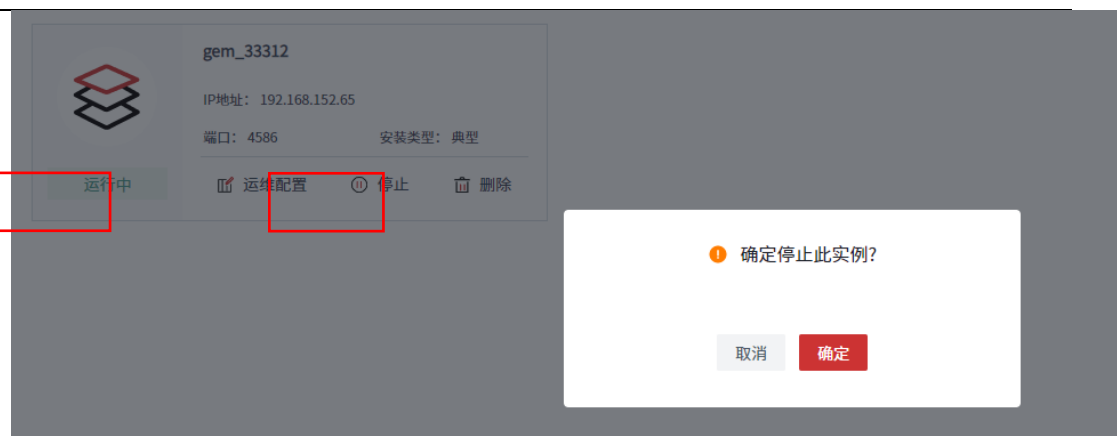 gem_33312
IP地址： 192.168.152.65
端口： 4586 安装类型： 典型
运行中 运维配置 停止 删除
确定停止此实例?
取消 确定